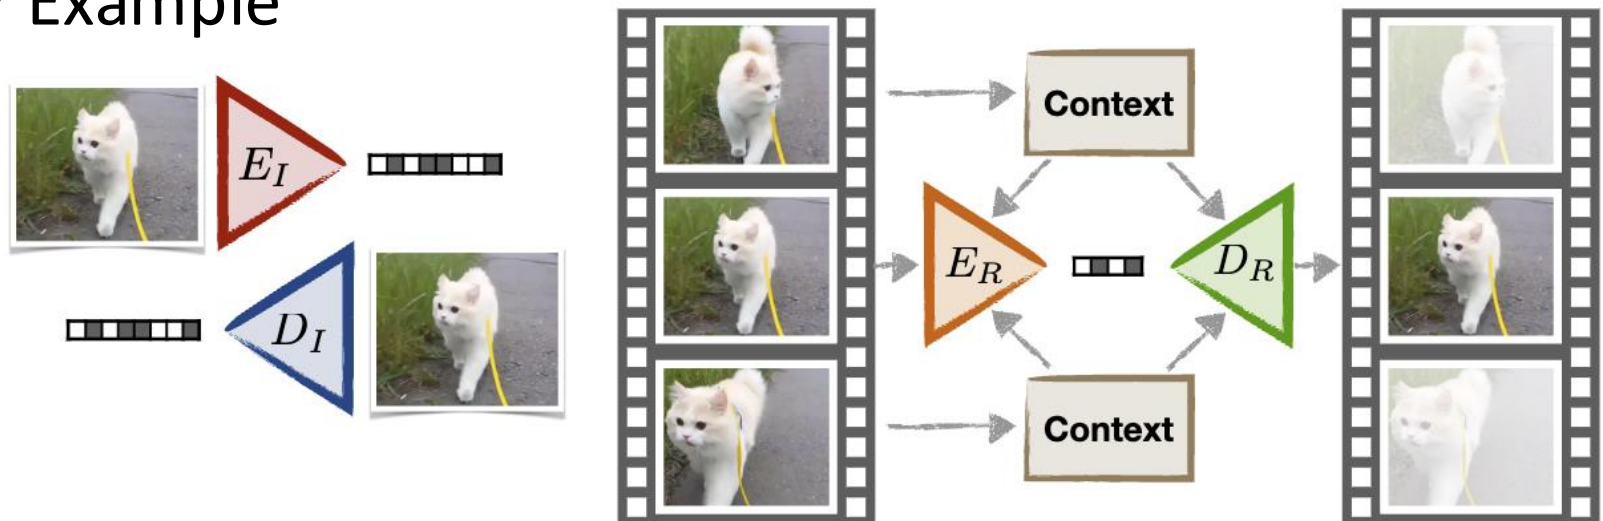 Example
E_I
D_I
Context
E_R
D_R
Context